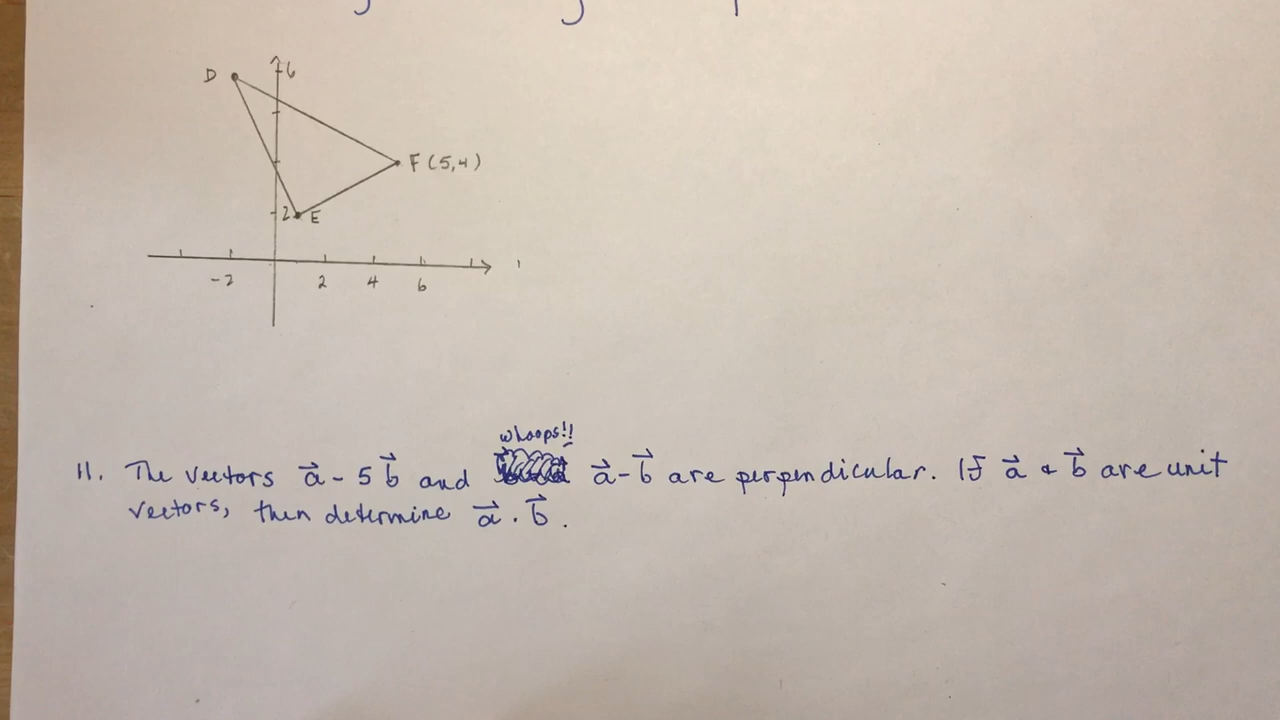 6
D
F (5,4)
2 E
-2 2 4 6
whoops!!
11. The vectors a⃗ - 5 b⃗ and a⃗ - b⃗ are perpendicular. If a⃗ & b⃗ are unit
vectors, then determine a⃗ . b⃗ .